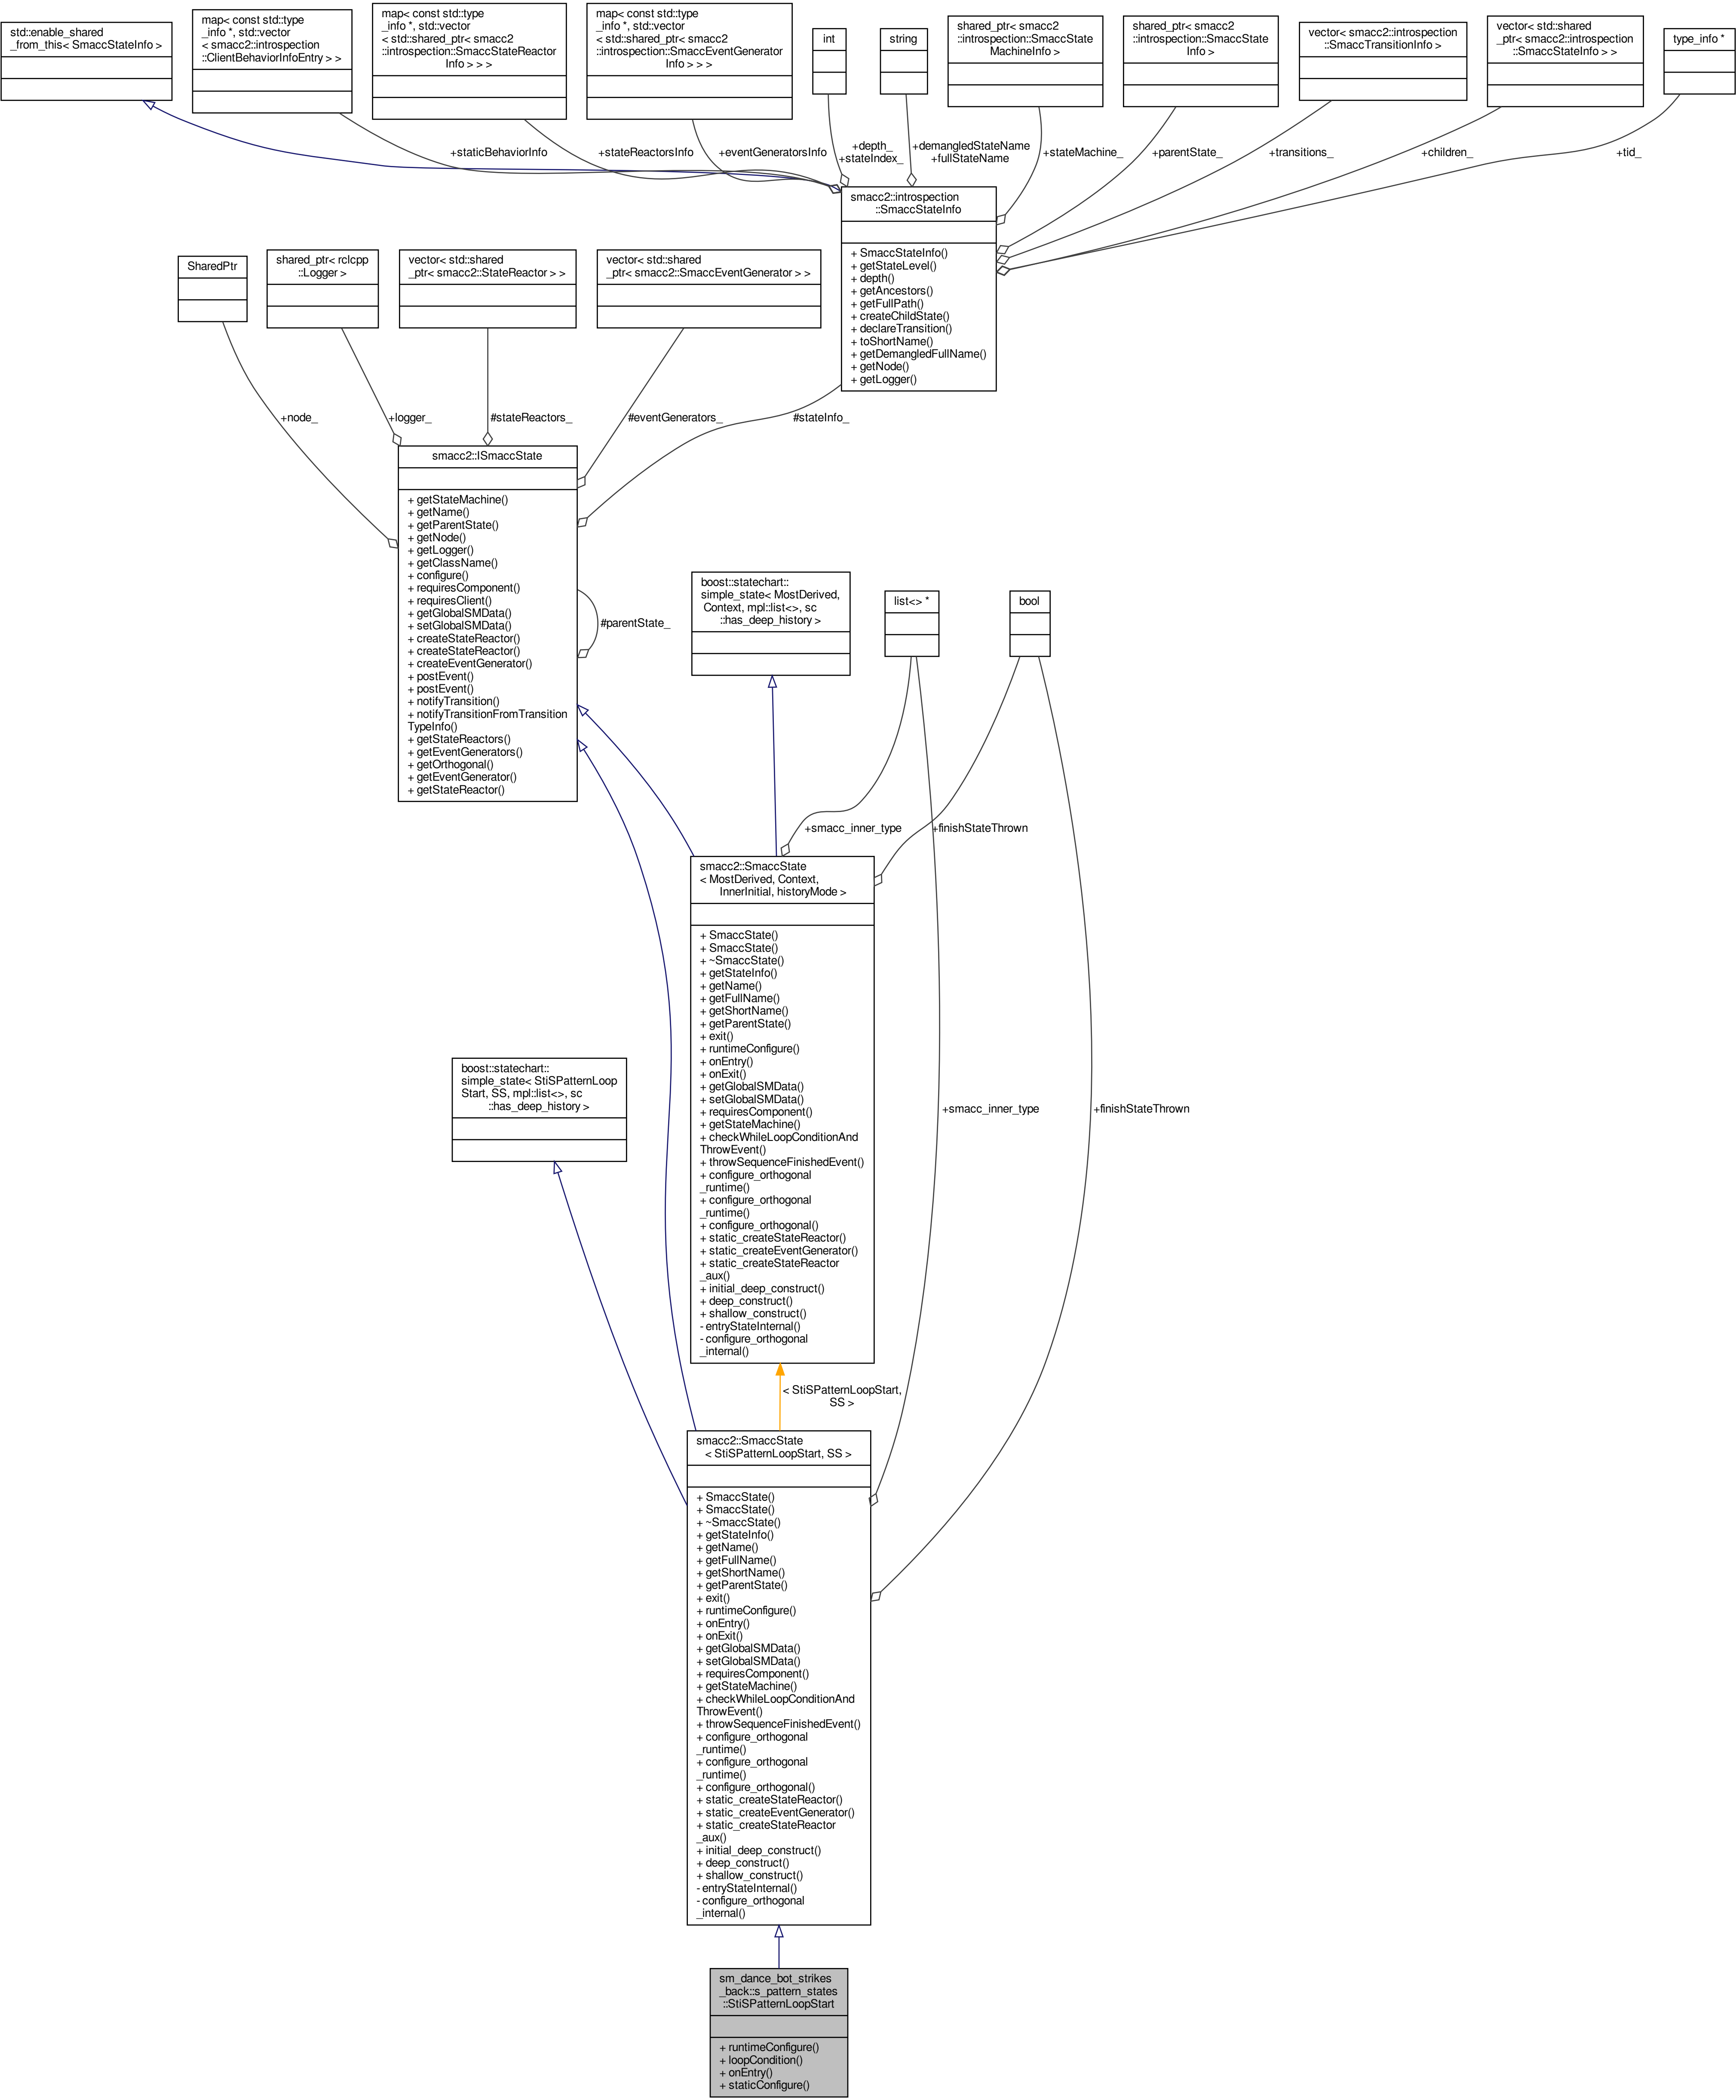 std::enable_shared
_from_this< SmaccStateInfo >
map< const std::type
_info *, std::vector
< smacc2::introspection
::ClientBehaviorInfoEntry > >
map< const std::type
_info *, std::vector
< std::shared_ptr< smacc2
::introspection::SmaccStateReactor
Info > > >
map< const std::type
_info *, std::vector
< std::shared_ptr< smacc2
::introspection::SmaccEventGenerator
Info > > >
int
string
shared_ptr< smacc2
::introspection::SmaccState
MachineInfo >
shared_ptr< smacc2
::introspection::SmaccState
Info >
vector< smacc2::introspection
::SmaccTransitionInfo >
vector< std::shared
_ptr< smacc2::introspection
::SmaccStateInfo > >
type_info *
+staticBehaviorInfo
+stateReactorsInfo
+eventGeneratorsInfo
+depth_
+stateIndex_
+demangledStateName
+fullStateName
+stateMachine_
+parentState_
+transitions_
+children_
+tid_
smacc2::introspection
::SmaccStateInfo
+ SmaccStateInfo()
+ getStateLevel()
+ depth()
+ getAncestors()
+ getFullPath()
+ createChildState()
+ declareTransition()
+ toShortName()
+ getDemangledFullName()
+ getNode()
+ getLogger()
SharedPtr
shared_ptr< rclcpp
::Logger >
vector< std::shared
_ptr< smacc2::StateReactor > >
vector< std::shared
_ptr< smacc2::SmaccEventGenerator > >
+node_
+logger_
#stateReactors_
#eventGenerators_
#stateInfo_
smacc2::ISmaccState
+ getStateMachine()
+ getName()
+ getParentState()
+ getNode()
+ getLogger()
+ getClassName()
+ configure()
+ requiresComponent()
+ requiresClient()
+ getGlobalSMData()
+ setGlobalSMData()
+ createStateReactor()
+ createStateReactor()
+ createEventGenerator()
+ postEvent()
+ postEvent()
+ notifyTransition()
+ notifyTransitionFromTransition
TypeInfo()
+ getStateReactors()
+ getEventGenerators()
+ getOrthogonal()
+ getEventGenerator()
+ getStateReactor()
#parentState_
boost::statechart::
simple_state< MostDerived,
Context, mpl::list<>, sc
::has_deep_history >
list<> *
bool
+smacc_inner_type
+finishStateThrown
smacc2::SmaccState
< MostDerived, Context,
InnerInitial, historyMode >
+ SmaccState()
+ SmaccState()
+ ~SmaccState()
+ getStateInfo()
+ getName()
+ getFullName()
+ getShortName()
+ getParentState()
+ exit()
+ runtimeConfigure()
+ onEntry()
+ onExit()
+ getGlobalSMData()
+ setGlobalSMData()
+ requiresComponent()
+ getStateMachine()
+ checkWhileLoopConditionAnd
ThrowEvent()
+ throwSequenceFinishedEvent()
+ configure_orthogonal
_runtime()
+ configure_orthogonal
_runtime()
+ configure_orthogonal()
+ static_createStateReactor()
+ static_createEventGenerator()
+ static_createStateReactor
_aux()
+ initial_deep_construct()
+ deep_construct()
+ shallow_construct()
- entryStateInternal()
- configure_orthogonal
_internal()
boost::statechart::
simple_state< StiSPatternLoop
Start, SS, mpl::list<>, sc
::has_deep_history >
+smacc_inner_type
+finishStateThrown
< StiSPatternLoopStart,
SS >
smacc2::SmaccState
< StiSPatternLoopStart, SS >
+ SmaccState()
+ SmaccState()
+ ~SmaccState()
+ getStateInfo()
+ getName()
+ getFullName()
+ getShortName()
+ getParentState()
+ exit()
+ runtimeConfigure()
+ onEntry()
+ onExit()
+ getGlobalSMData()
+ setGlobalSMData()
+ requiresComponent()
+ getStateMachine()
+ checkWhileLoopConditionAnd
ThrowEvent()
+ throwSequenceFinishedEvent()
+ configure_orthogonal
_runtime()
+ configure_orthogonal
_runtime()
+ configure_orthogonal()
+ static_createStateReactor()
+ static_createEventGenerator()
+ static_createStateReactor
_aux()
+ initial_deep_construct()
+ deep_construct()
+ shallow_construct()
- entryStateInternal()
- configure_orthogonal
_internal()
sm_dance_bot_strikes
_back::s_pattern_states
::StiSPatternLoopStart
+ runtimeConfigure()
+ loopCondition()
+ onEntry()
+ staticConfigure()